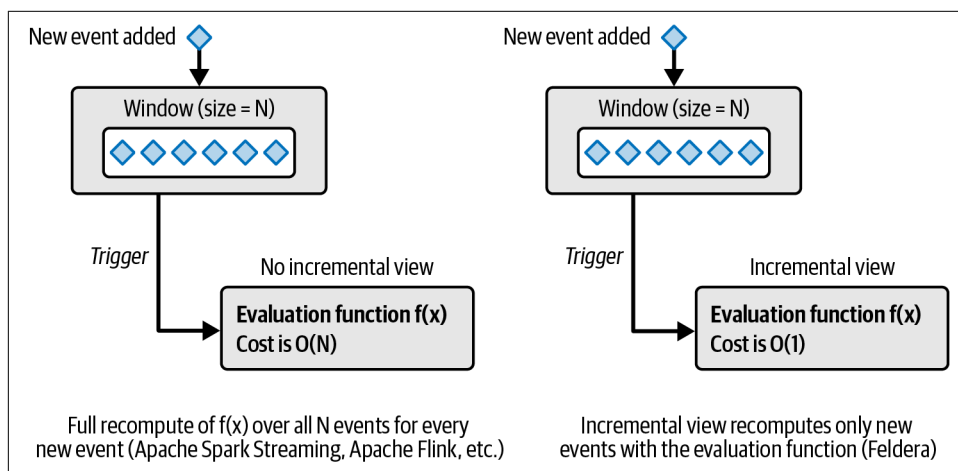 New event added
Window (size = N)
Trigger
No incremental view
Evaluation function f(x)
Cost is O(N)
Full recompute of f(x) over all N events for every
new event (Apache Spark Streaming, Apache Flink, etc.)
New event added
Window (size = N)
Trigger
Incremental view
Evaluation function f(x)
Cost is O(1)
Incremental view recomputes only new
events with the evaluation function (Feldera)